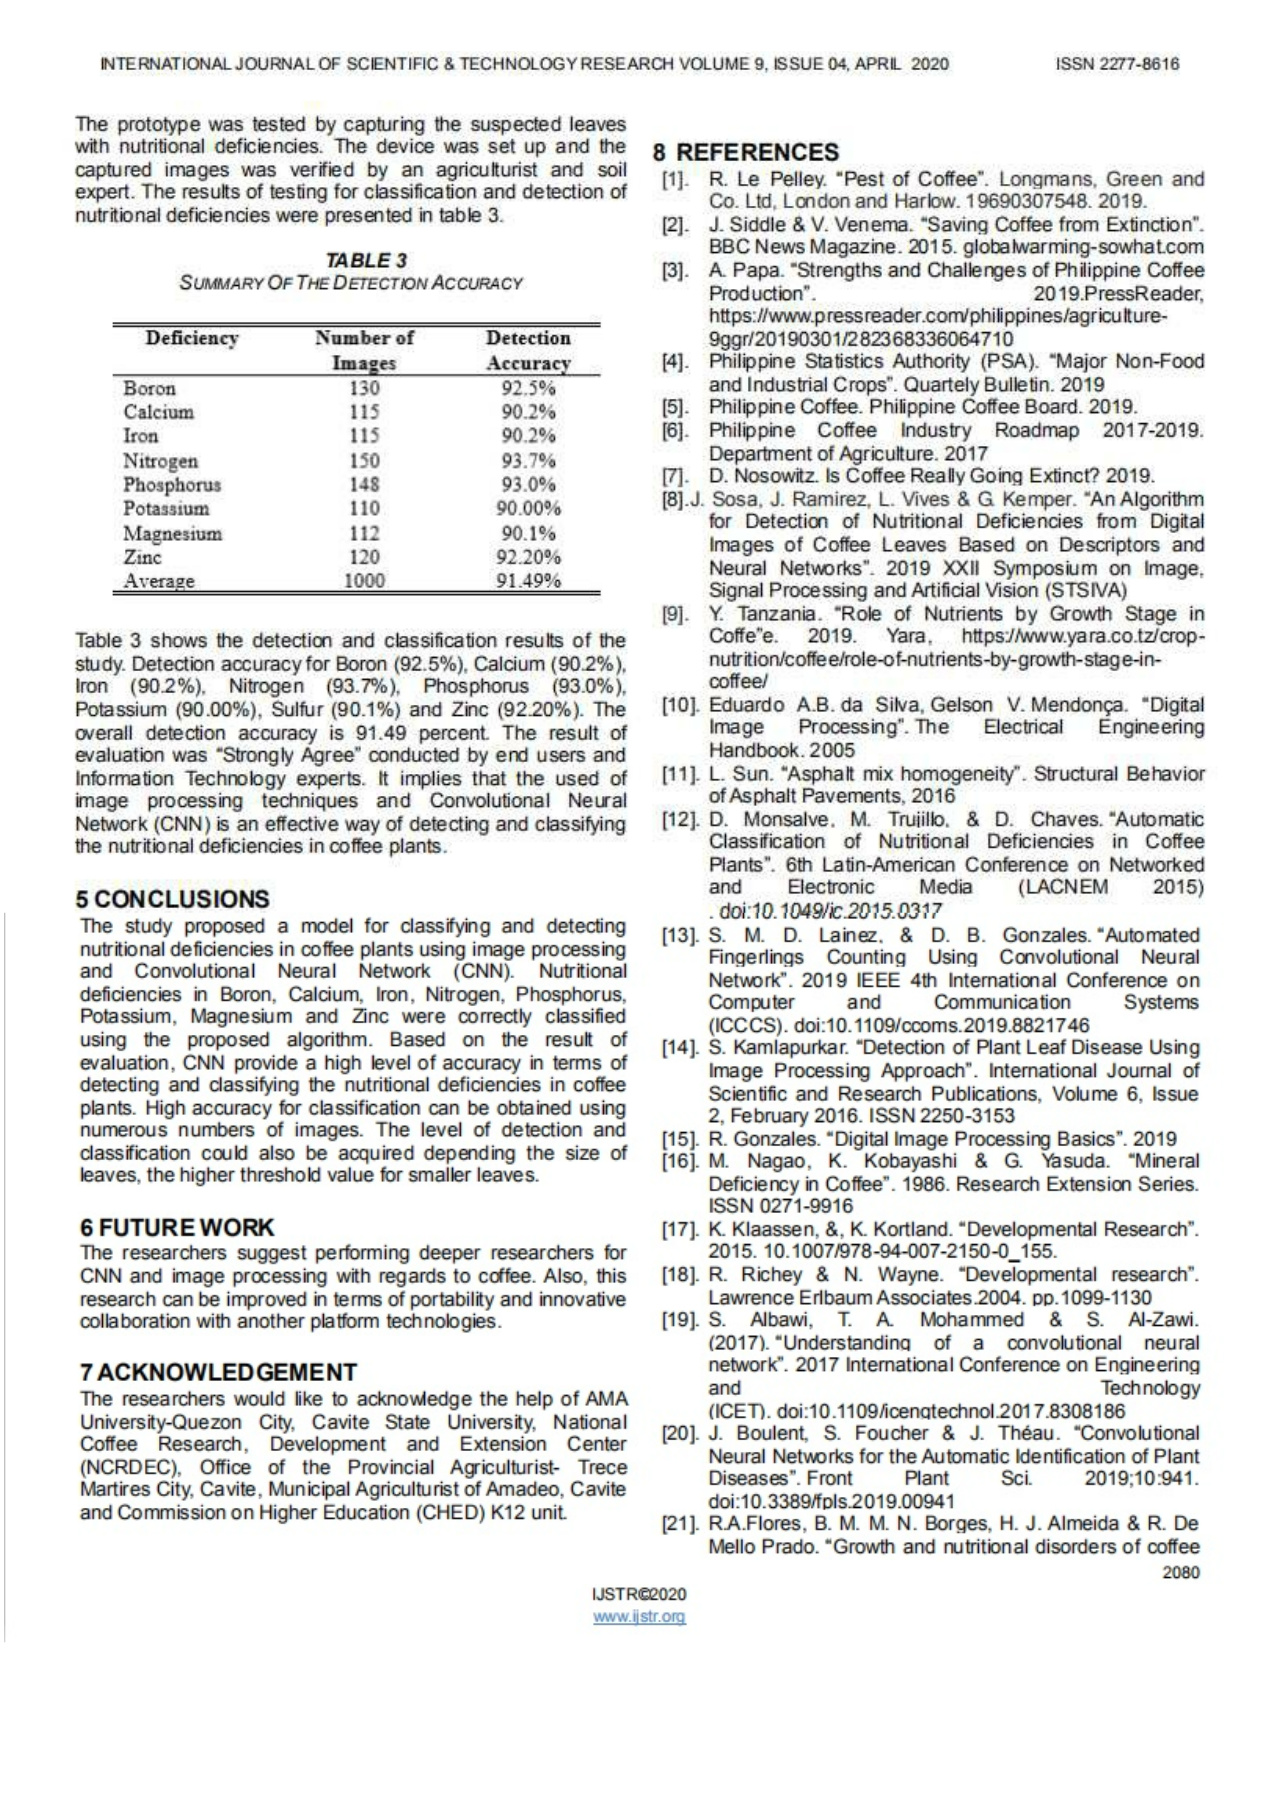 INTERNATIONAL JOURNAL OF SCIENTIFIC & TECHNOLOGY RESEARCH VOLUME 9, ISSUE 04, APRIL 2020 ISSN 2277-8616
The prototype was tested by capturing the suspected leaves
with nutritional deficiencies. The device was set up and the
captured images was verified by an agriculturist and soil
expert. The results of testing for classification and detection of
nutritional deficiencies were presented in table 3.
TABLE 3
SUMMARY OF THE DETECTION ACCURACY
Deficiency Number of Detection
Images Accuracy
Boron 130 92.5%
Calcium 115 90.2%
Iron 115 90.2%
Nitrogen 150 93.7%
Phosphorus 148 93.0%
Potassium 110 90.00%
Magnesium 112 90.1%
Zinc 120 92.20%
Average 1000 91.49%
Table 3 shows the detection and classification results of the
study. Detection accuracy for Boron (92.5%), Calcium (90.2%),
Iron (90.2%), Nitrogen (93.7%), Phosphorus (93.0%),
Potassium (90.00%), Sulfur (90.1%) and Zinc (92.20%). The
overall detection accuracy is 91.49 percent. The result of
evaluation was “Strongly Agree” conducted by end users and
Information Technology experts. It implies that the used of
image processing techniques and Convolutional Neural
Network (CNN) is an effective way of detecting and classifying
the nutritional deficiencies in coffee plants.
5 CONCLUSIONS
The study proposed a model for classifying and detecting
nutritional deficiencies in coffee plants using image processing
and Convolutional Neural Network (CNN). Nutritional
deficiencies in Boron, Calcium, Iron, Nitrogen, Phosphorus,
Potassium, Magnesium and Zinc were correctly classified
using the proposed algorithm. Based on the result of
evaluation, CNN provide a high level of accuracy in terms of
detecting and classifying the nutritional deficiencies in coffee
plants. High accuracy for classification can be obtained using
numerous numbers of images. The level of detection and
classification could also be acquired depending the size of
leaves, the higher threshold value for smaller leaves.
6 FUTURE WORK
The researchers suggest performing deeper researchers for
CNN and image processing with regards to coffee. Also, this
research can be improved in terms of portability and innovative
collaboration with another platform technologies.
7 ACKNOWLEDGEMENT
The researchers would like to acknowledge the help of AMA
University-Quezon City, Cavite State University, National
Coffee Research, Development and Extension Center
(NCRDEC), Office of the Provincial Agriculturist- Trece
Martires City, Cavite, Municipal Agriculturist of Amadeo, Cavite
and Commission on Higher Education (CHED) K12 unit.
8 REFERENCES
[1]. R. Le Pelley. “Pest of Coffee”. Longmans, Green and
Co. Ltd, London and Harlow. 19690307548. 2019.
[2]. J. Siddle & V. Venema. “Saving Coffee from Extinction”.
BBC News Magazine. 2015. globalwarming-sowhat.com
[3]. A. Papa. “Strengths and Challenges of Philippine Coffee
Production”. 2019.PressReader,
https://www.pressreader.com/philippines/agriculture-
9ggr/20190301/282368336064710
[4]. Philippine Statistics Authority (PSA). “Major Non-Food
and Industrial Crops”. Quartely Bulletin. 2019
[5]. Philippine Coffee. Philippine Coffee Board. 2019.
[6]. Philippine Coffee Industry Roadmap 2017-2019.
Department of Agriculture. 2017
[7]. D. Nosowitz. Is Coffee Really Going Extinct? 2019.
[8].J. Sosa, J. Ramirez, L. Vives & G. Kemper. “An Algorithm
for Detection of Nutritional Deficiencies from Digital
Images of Coffee Leaves Based on Descriptors and
Neural Networks”. 2019 XXII Symposium on Image,
Signal Processing and Artificial Vision (STSIVA)
[9]. Y. Tanzania. “Role of Nutrients by Growth Stage in
Coffe”e. 2019. Yara, https://www.yara.co.tz/crop-
nutrition/coffee/role-of-nutrients-by-growth-stage-in-
coffee/
[10]. Eduardo A.B. da Silva, Gelson V. Mendonça. “Digital
Image Processing”. The Electrical Engineering
Handbook. 2005
[11]. L. Sun. “Asphalt mix homogeneity”. Structural Behavior
of Asphalt Pavements, 2016
[12]. D. Monsalve, M. Trujillo, & D. Chaves. “Automatic
Classification of Nutritional Deficiencies in Coffee
Plants”. 6th Latin-American Conference on Networked
and Electronic Media (LACNEM 2015)
. doi:10.1049/ic.2015.0317
[13]. S. M. D. Lainez, & D. B. Gonzales. “Automated
Fingerlings Counting Using Convolutional Neural
Network”. 2019 IEEE 4th International Conference on
Computer and Communication Systems
(ICCCS). doi:10.1109/ccoms.2019.8821746
[14]. S. Kamlapurkar. “Detection of Plant Leaf Disease Using
Image Processing Approach”. International Journal of
Scientific and Research Publications, Volume 6, Issue
2, February 2016. ISSN 2250-3153
[15]. R. Gonzales. “Digital Image Processing Basics”. 2019
[16]. M. Nagao, K. Kobayashi & G. Yasuda. “Mineral
Deficiency in Coffee”. 1986. Research Extension Series.
ISSN 0271-9916
[17]. K. Klaassen, &, K. Kortland. “Developmental Research”.
2015. 10.1007/978-94-007-2150-0_155.
[18]. R. Richey & N. Wayne. “Developmental research”.
Lawrence Erlbaum Associates.2004. pp.1099-1130
[19]. S. Albawi, T. A. Mohammed & S. Al-Zawi.
(2017). “Understanding of a convolutional neural
network”. 2017 International Conference on Engineering
and Technology
(ICET). doi:10.1109/icengtechnol.2017.8308186
[20]. J. Boulent, S. Foucher & J. Théau. “Convolutional
Neural Networks for the Automatic Identification of Plant
Diseases”. Front Plant Sci. 2019;10:941.
doi:10.3389/fpls.2019.00941
[21]. R.A.Flores, B. M. M. N. Borges, H. J. Almeida & R. De
Mello Prado. “Growth and nutritional disorders of coffee
2080
IJSTR©2020
www.ijstr.org